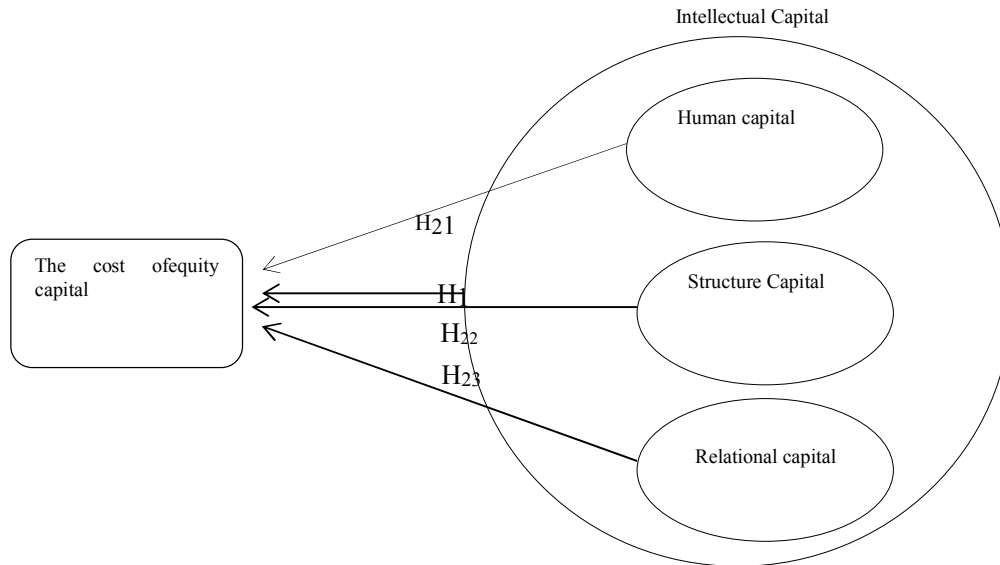 Intellectual Capital
Human capital
H21
The cost ofequity
capital
Structure Capital
H1
H22
H23
Relational capital